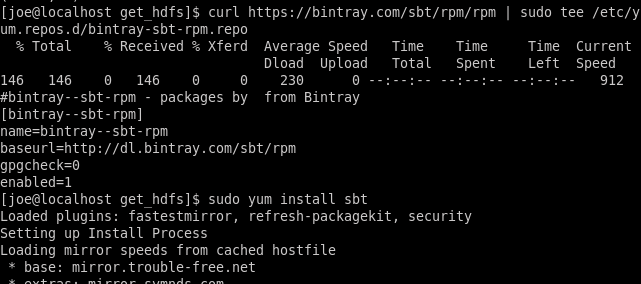 [joe@localhost get_hdfs]$ curl https://bintray.com/sbt/rpm/rpm | sudo tee /etc/y
um.repos.d/bintray-sbt-rpm.repo
% Total % Received % Xferd Average Speed Time Time Time Current
Dload Upload Total Spent Left Speed
146 146 0 146 0 0 230 0 --:--:-- --:--:-- --:--:-- 912
#bintray--sbt-rpm - packages by from Bintray
[bintray--sbt-rpm]
name=bintray--sbt-rpm
baseurl=http://dl.bintray.com/sbt/rpm
gpgcheck=0
enabled=1
[joe@localhost get_hdfs]$ sudo yum install sbt
Loaded plugins: fastestmirror, refresh-packagekit, security
Setting up Install Process
Loading mirror speeds from cached hostfile
* base: mirror.trouble-free.net
* extras: mirror.sympds.com